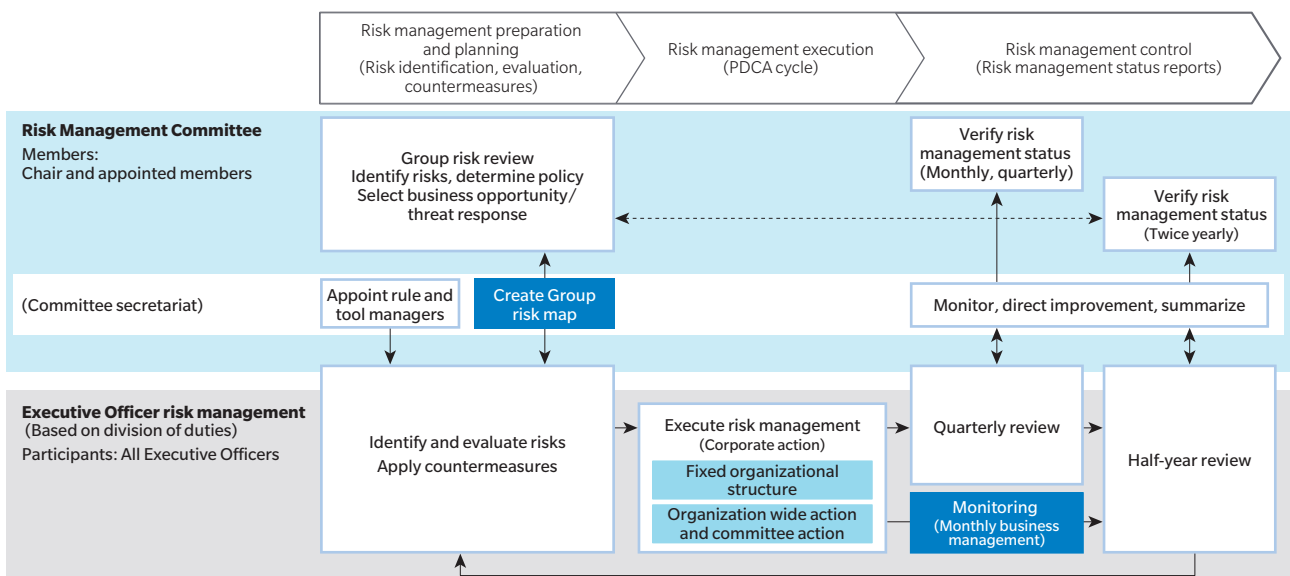 Risk management preparation
and planning
(Risk identification, evaluation,
countermeasures)
Risk management execution
(PDCA cycle)
Risk management control
(Risk management status reports)
Risk Management Committee
Members:
Chair and appointed members
Group risk review
Identify risks, determine policy
Select business opportunity/
threat response
Verify risk
management status
(Monthly, quarterly)
Verify risk
management status
(Twice yearly)
(Committee secretariat)
Appoint rule and
tool managers
Create Group
risk map
Monitor, direct improvement, summarize
Executive Officer risk management
(Based on division of duties)
Participants: All Executive Officers
Identify and evaluate risks
Apply countermeasures
Execute risk management
(Corporate action)
Fixed organizational
structure
Organization wide action
and committee action
Quarterly review
Monitoring
(Monthly business
management)
Half-year review